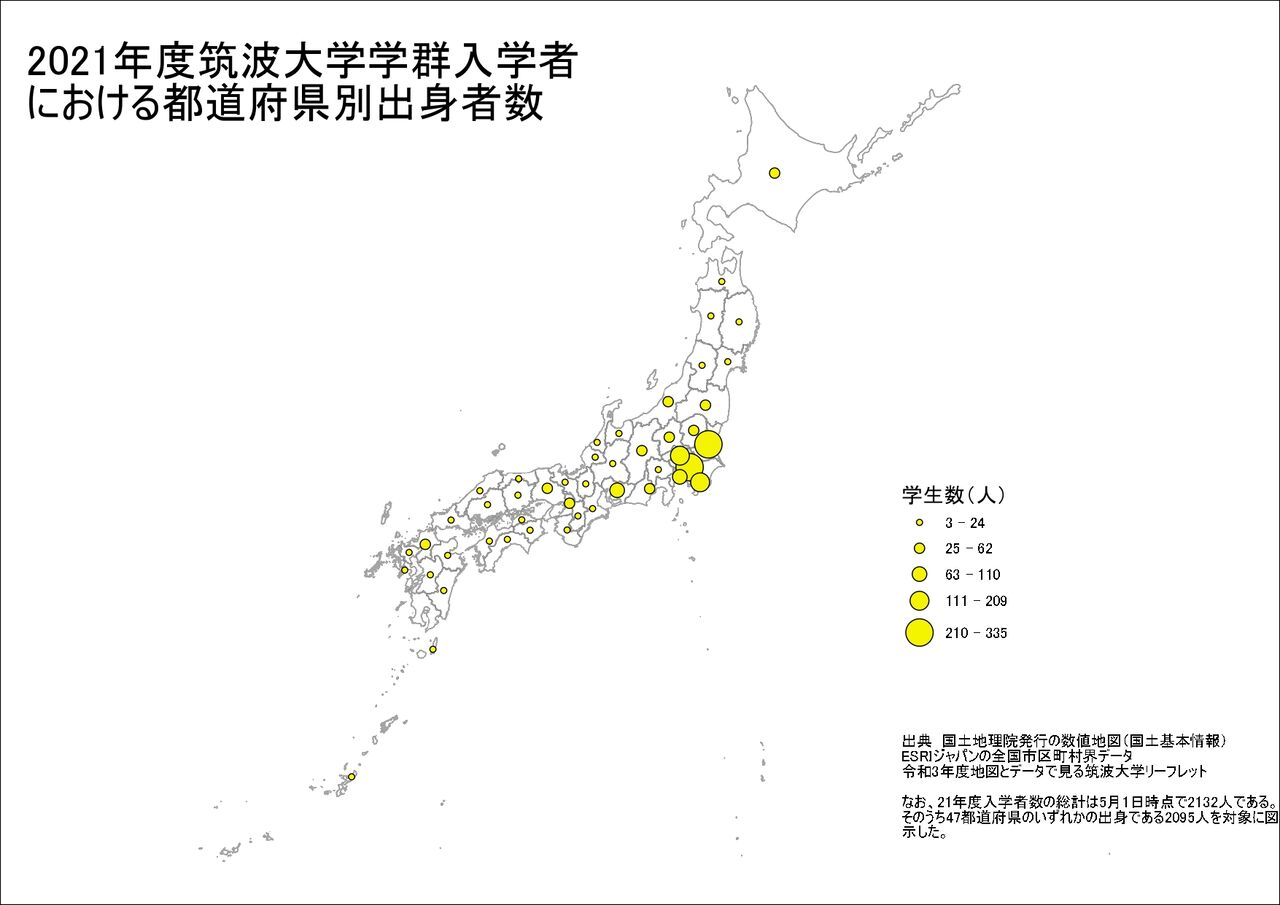 2021年度筑波大学学群入学者
における都道府県別出身者数
学生数（人）
3 - 24
25 - 62
63 - 110
111 - 209
210 - 335
出典　国土地理院発行の数値地図（国土基本情報）
ESRIジャパンの全国市区町村界データ
令和3年度地図とデータで見る筑波大学リーフレット
なお、21年度入学者数の総計は5月1日時点で2132人である。
そのうち47都道府県のいずれかの出身である2095人を対象に図
示した。